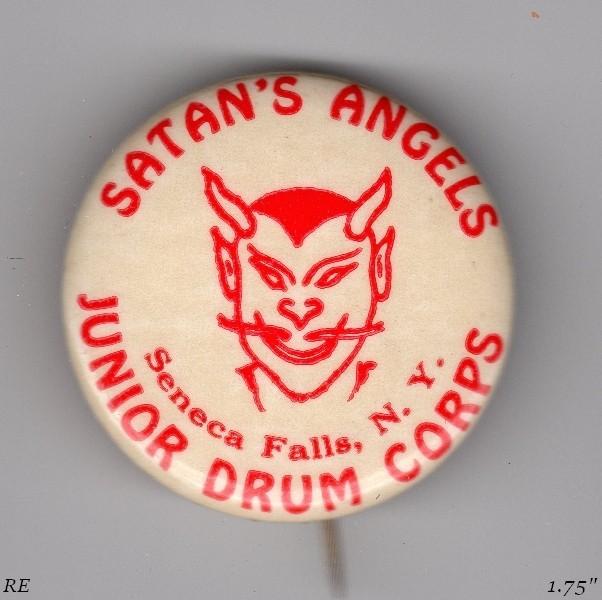 SATAN'S ANGELS
Seneca Falls, N. Y.
JUNIOR DRUM CORPS
RE
1.75"